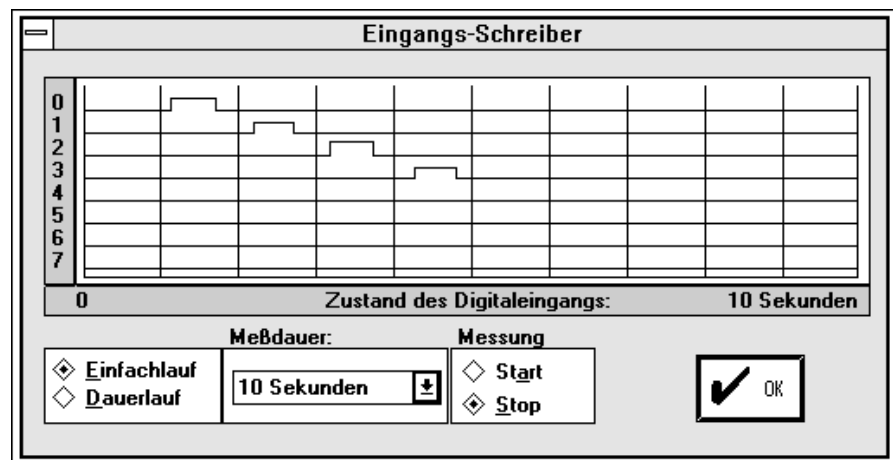 Eingangs-Schreiber
0
1
2
3
4
5
6
7
0 Zustand des Digitaleingangs: 10 Sekunden
Meßdauer: Messung
Einfachlauf
Dauerlauf
10 Sekunden
Start
Stop
OK